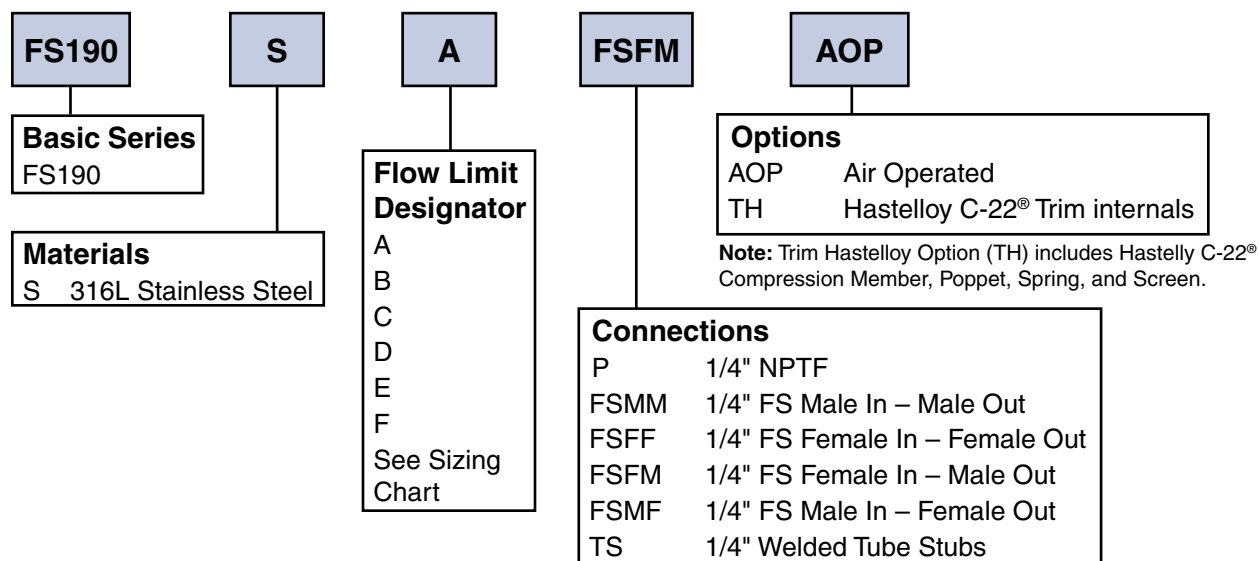 FS190 S A FSFM AOP
Basic Series
FS190
Materials
S 316L Stainless Steel
Flow Limit
Designator
A
B
C
D
E
F
See Sizing
Chart
Options
AOP Air Operated
TH Hastelloy C-22® Trim internals
Note: Trim Hastelloy Option (TH) includes Hastelly C-22®
Compression Member, Poppet, Spring, and Screen.
Connections
P 1/4" NPTF
FSMM 1/4" FS Male In – Male Out
FSFF 1/4" FS Female In – Female Out
FSFM 1/4" FS Female In – Male Out
FSMF 1/4" FS Male In – Female Out
TS 1/4" Welded Tube Stubs